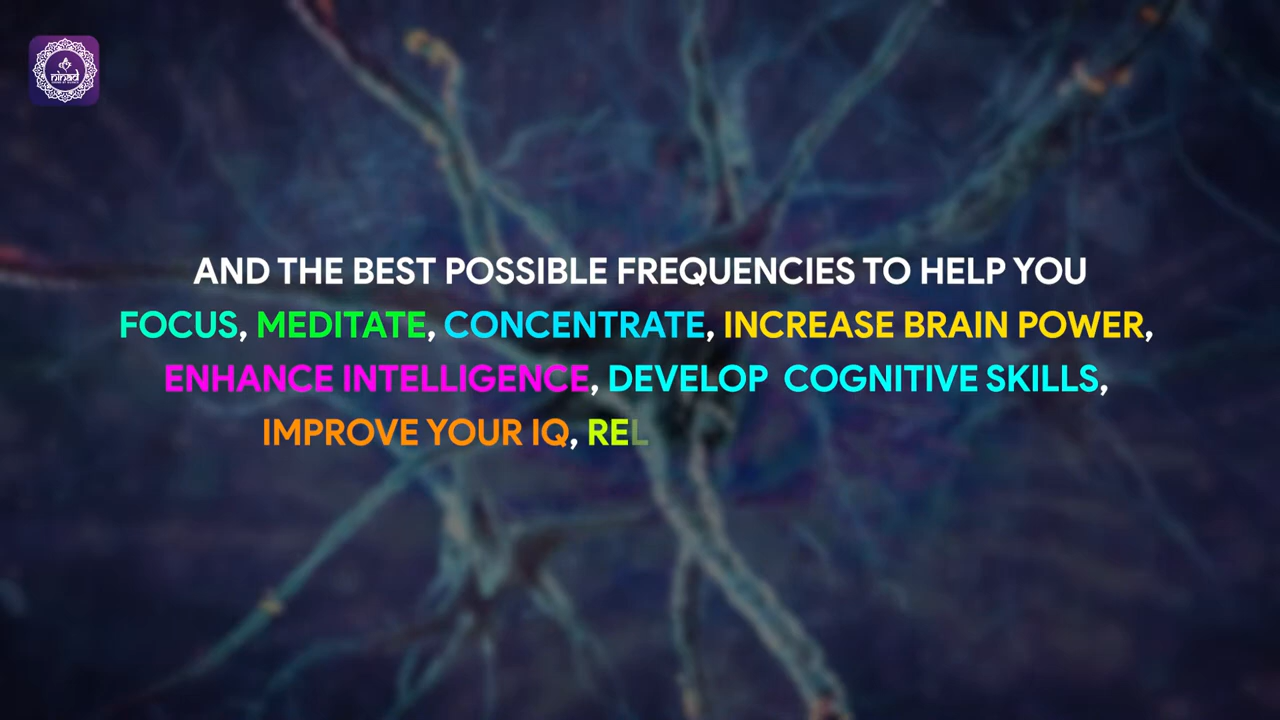 ninad
AND THE BEST POSSIBLE FREQUENCIES TO HELP YOU
FOCUS, MEDITATE, CONCENTRATE, INCREASE BRAIN POWER,
ENHANCE INTELLIGENCE, DEVELOP COGNITIVE SKILLS,
IMPROVE YOUR IQ, REL